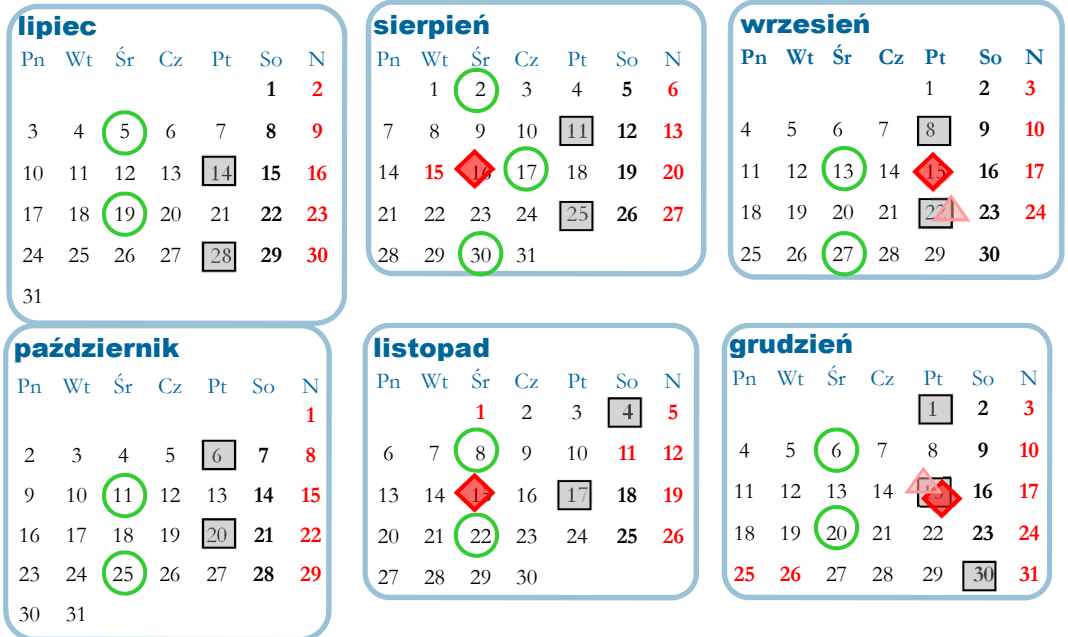 lipiec
Pn Wt Śr Cz Pt So N
1 2
3 4 5 6 7 8 9
10 11 12 13 14 15 16
17 18 19 20 21 22 23
24 25 26 27 28 29 30
31
sierpień
Pn Wt Śr Cz Pt So N
1 2 3 4 5 6
7 8 9 10 11 12 13
14 15 16 17 18 19 20
21 22 23 24 25 26 27
28 29 30 31
wrzesień
Pn Wt Śr Cz Pt So N
1 2 3
4 5 6 7 8 9 10
11 12 13 14 15 16 17
18 19 20 21 22 23 24
25 26 27 28 29 30
październik
Pn Wt Śr Cz Pt So N
1
2 3 4 5 6 7 8
9 10 11 12 13 14 15
16 17 18 19 20 21 22
23 24 25 26 27 28 29
30 31
listopad
Pn Wt Śr Cz Pt So N
1 2 3 4 5
6 7 8 9 10 11 12
13 14 15 16 17 18 19
20 21 22 23 24 25 26
27 28 29 30
grudzień
Pn Wt Śr Cz Pt So N
1 2 3
4 5 6 7 8 9 10
11 12 13 14 15 16 17
18 19 20 21 22 23 24
25 26 27 28 29 30 31